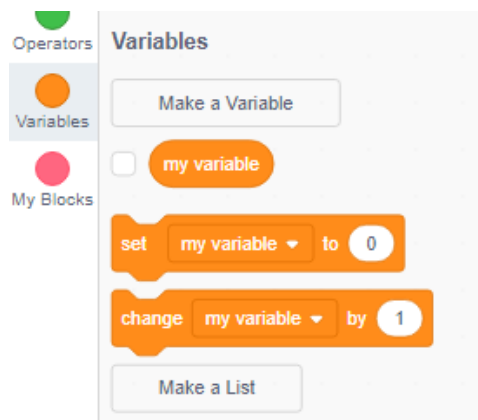 Operators
Variables
My Blocks
Variables
Make a Variable
my variable
set my variable to 0
change my variable by 1
Make a List